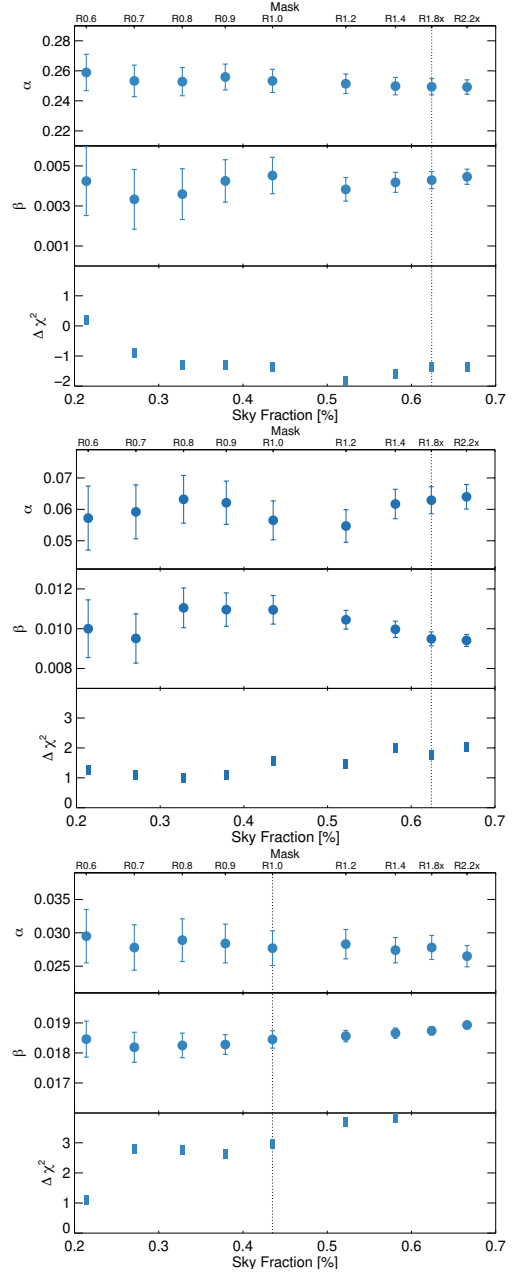 Mask
R0.6 R0.7 R0.8 R0.9 R1.0 R1.2 R1.4 R1.8x R2.2x
0.28
0.26
α
0.24
0.22
0.005
β
0.003
0.001
1
Δ χ²
0
−1
−2
0.2 0.3 0.4 0.5 0.6 0.7
Sky Fraction [%]
Mask
R0.6 R0.7 R0.8 R0.9 R1.0 R1.2 R1.4 R1.8x R2.2x
0.07
α
0.06
0.05
0.012
β
0.010
0.008
3
Δ χ²
2
1
0
0.2 0.3 0.4 0.5 0.6 0.7
Sky Fraction [%]
Mask
R0.6 R0.7 R0.8 R0.9 R1.0 R1.2 R1.4 R1.8x R2.2x
0.035
α
0.030
0.025
0.019
β
0.018
0.017
3
Δ χ²
2
1
0
0.2 0.3 0.4 0.5 0.6 0.7
Sky Fraction [%]